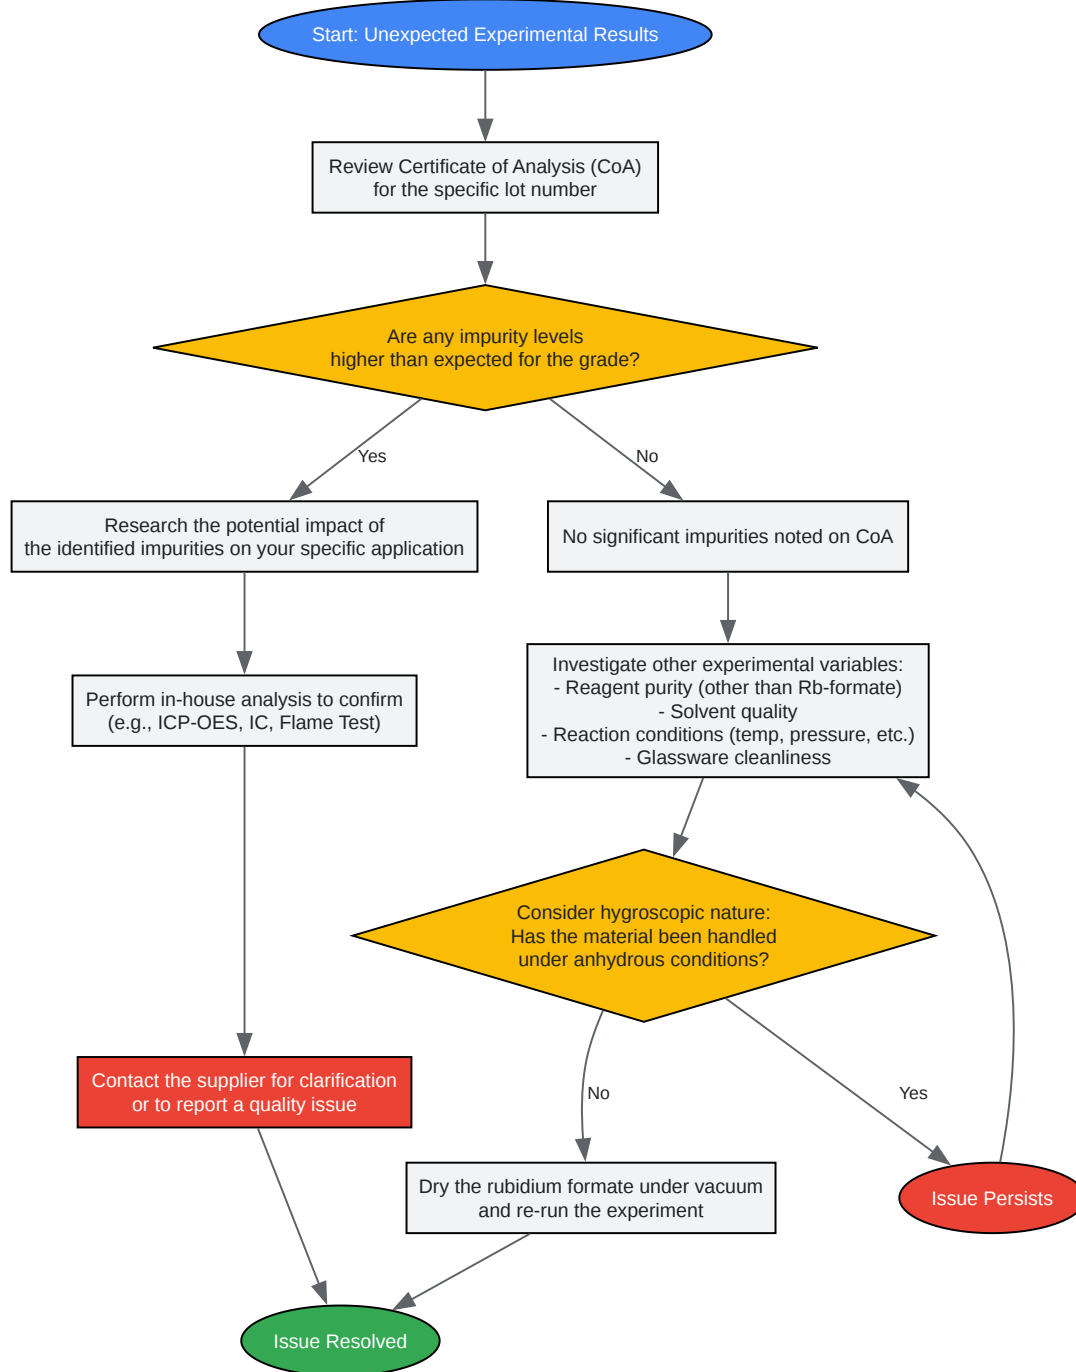 Start: Unexpected Experimental Results
Review Certificate of Analysis (CoA)
for the specific lot number
Are any impurity levels
higher than expected for the grade?
Yes
No
Research the potential impact of
the identified impurities on your specific application
No significant impurities noted on CoA
Perform in-house analysis to confirm
(e.g., ICP-OES, IC, Flame Test)
Investigate other experimental variables:
- Reagent purity (other than Rb-formate)
- Solvent quality
- Reaction conditions (temp, pressure, etc.)
- Glassware cleanliness
Consider hygroscopic nature:
Has the material been handled
under anhydrous conditions?
Contact the supplier for clarification
or to report a quality issue
No
Yes
Dry the rubidium formate under vacuum
and re-run the experiment
Issue Persists
Issue Resolved